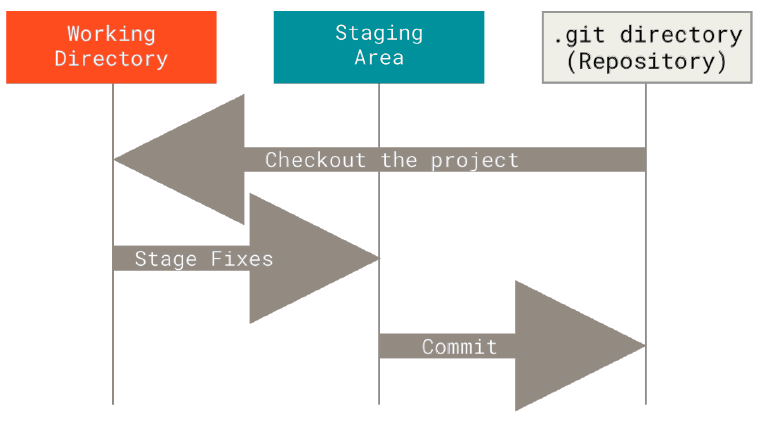 Working
Directory
Staging
Area
.git directory
(Repository)
Checkout the project
Stage Fixes
Commit